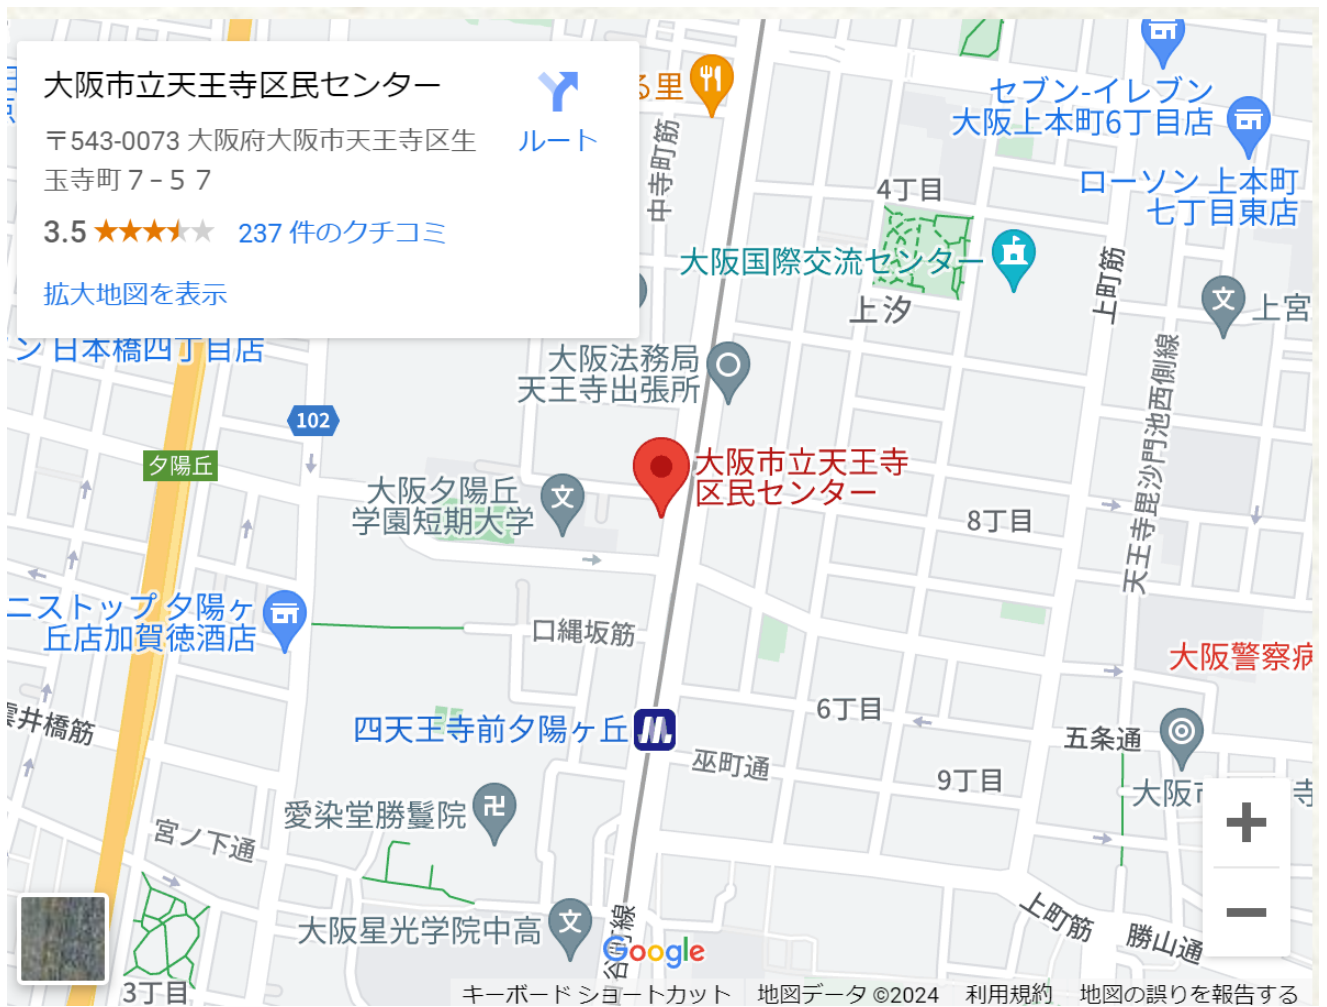 大阪市立天王寺区民センター
〒543-0073 大阪府大阪市天王寺区生
玉寺町７−５７
3.5
237 件のクチコミ
拡大地図を表示
ルート
る里
中寺町筋
セブン-イレブン
大阪上本町6丁目店
ローソン 上本町
七丁目東店
4丁目
大阪国際交流センター
上汐
上町筋
上宮
ン 日本橋四丁目店
大阪法務局
天王寺出張所
天王寺毘沙門池西側線
102
夕陽丘
大阪市立天王寺
区民センター
大阪夕陽丘
学園短期大学
8丁目
ニストップ 夕陽ヶ
丘店加賀徳酒店
口縄坂筋
大阪警察病
井橋筋
四天王寺前夕陽ヶ丘
6丁目
五条通
巫町通
9丁目
大阪市
寺
愛染堂勝鬘院
宮ノ下通
大阪星光学院中高
谷町線
上町筋
勝山通
3丁目
Google
キーボード ショートカット
地図データ ©2024
利用規約
地図の誤りを報告する